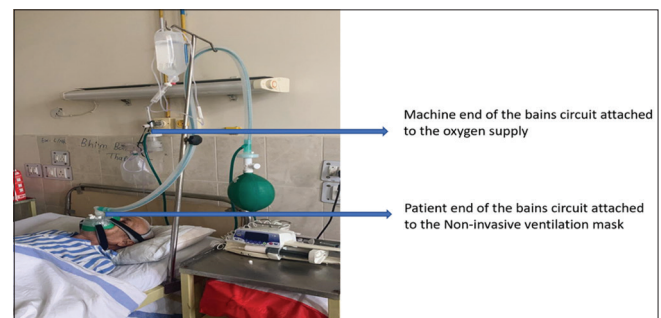 Machine end of the bains circuit attached
to the oxygen supply
Patient end of the bains circuit attached
to the Non-invasive ventilation mask